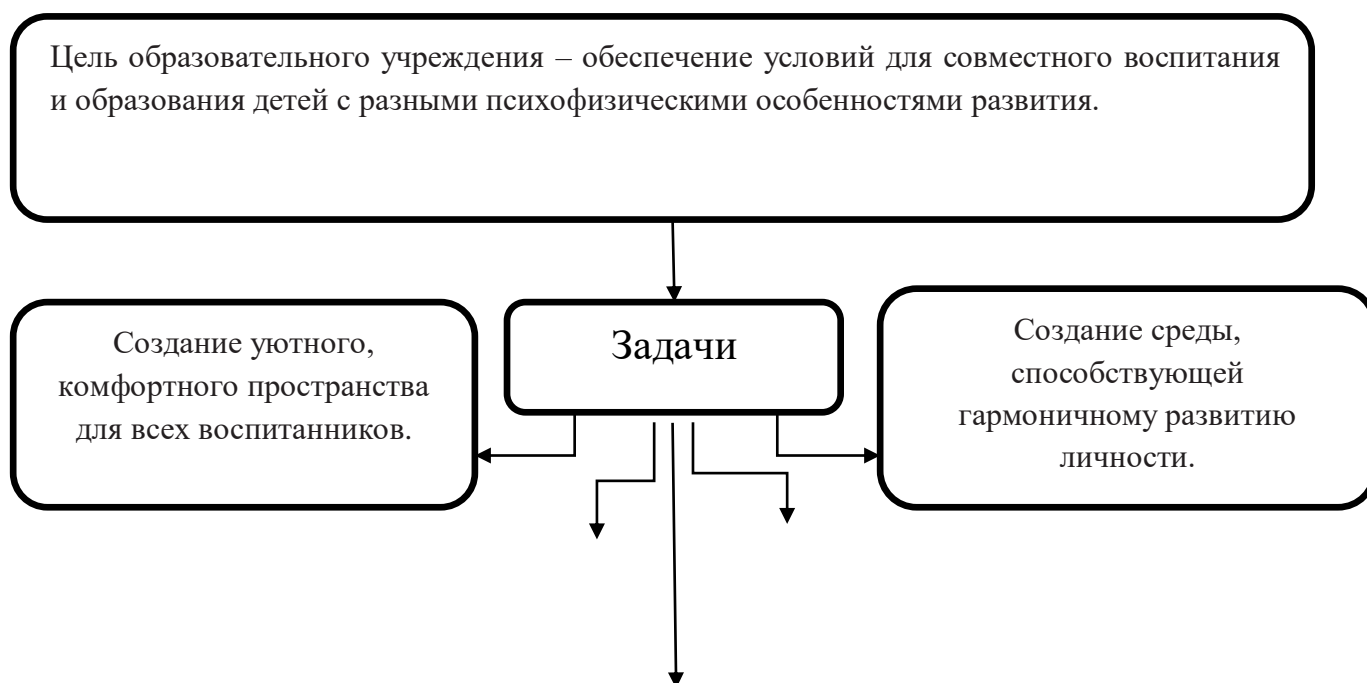 Цель образовательного учреждения – обеспечение условий для совместного воспитания
и образования детей с разными психофизическими особенностями развития.
Задачи
Создание уютного,
комфортного пространства
для всех воспитанников.
Создание среды,
способствующей
гармоничному развитию
личности.